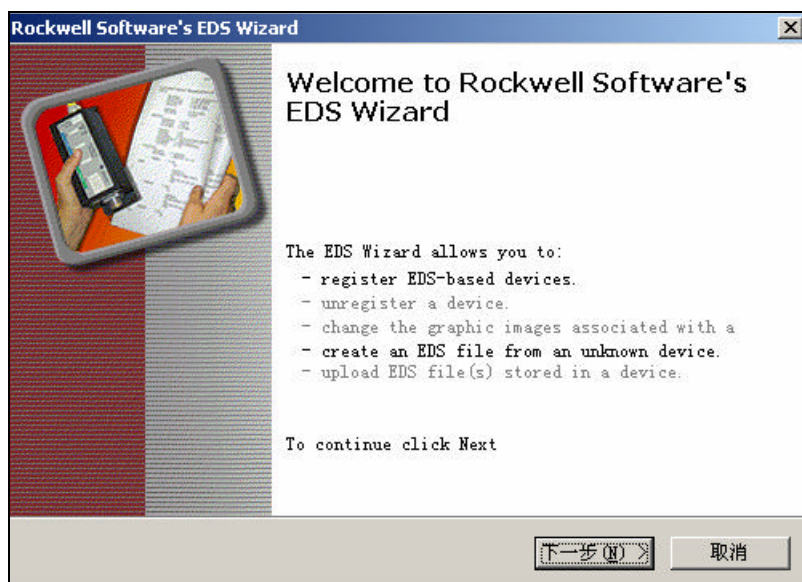 Rockwell Software's EDS Wizard
Welcome to Rockwell Software's
EDS Wizard
The EDS Wizard allows you to:
- register EDS-based devices.
- unregister a device.
- change the graphic images associated with a
- create an EDS file from an unknown device.
- upload EDS file(s) stored in a device.
To continue click Next
下一步(N) >
取消